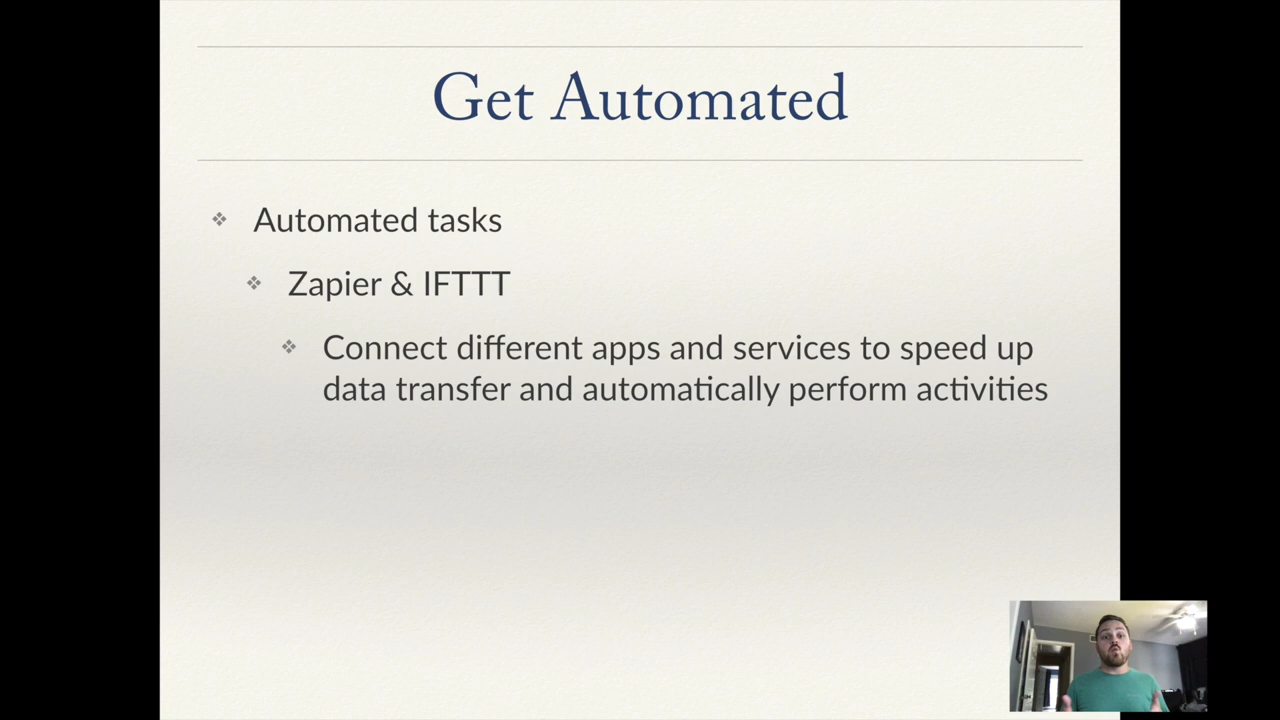 Get Automated
Automated tasks
Zapier & IFTTT
Connect different apps and services to speed up
data transfer and automatically perform activities